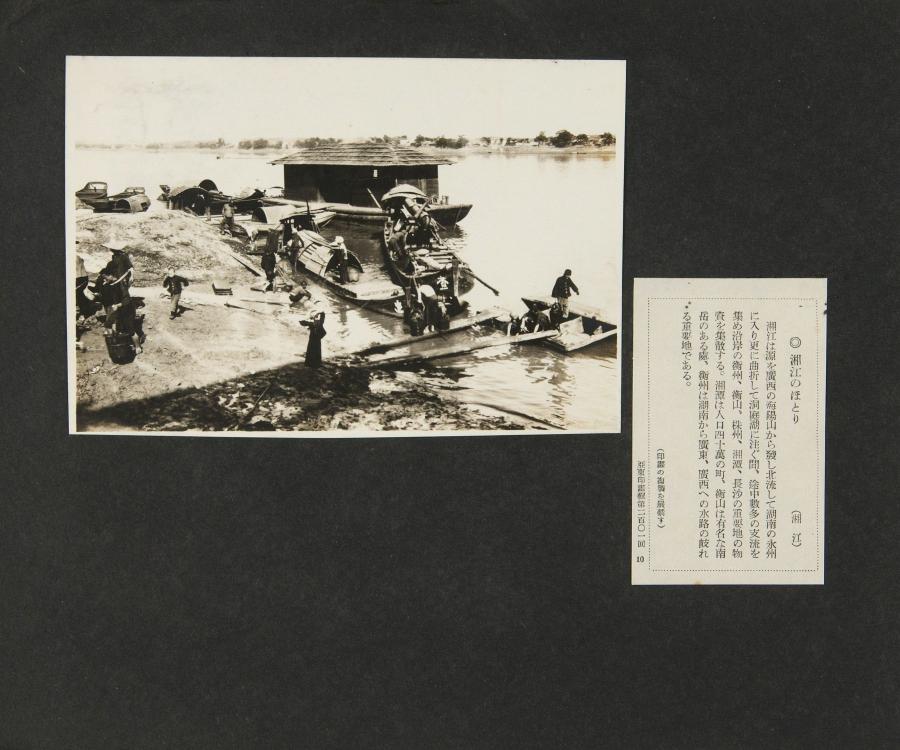 ◎ 湘江のほとり
（湘　江）
湘江は源を廣西の海陽山から發し北流して湖南の永州
に入り更に曲折して洞庭湖に注ぐ間、途中數多の支流を
集め沿岸の衡州、衡山、株州、湘潭、長沙の重要地の物
資を集散する。湘潭は人口四十萬の町、衡山は有名な南
岳のある處、衡州は湖南から廣東、廣西への水路の岐れ
る重要地である。
（印畫の複製を嚴禁す）
亞東印畫輯第二百〇一回　10